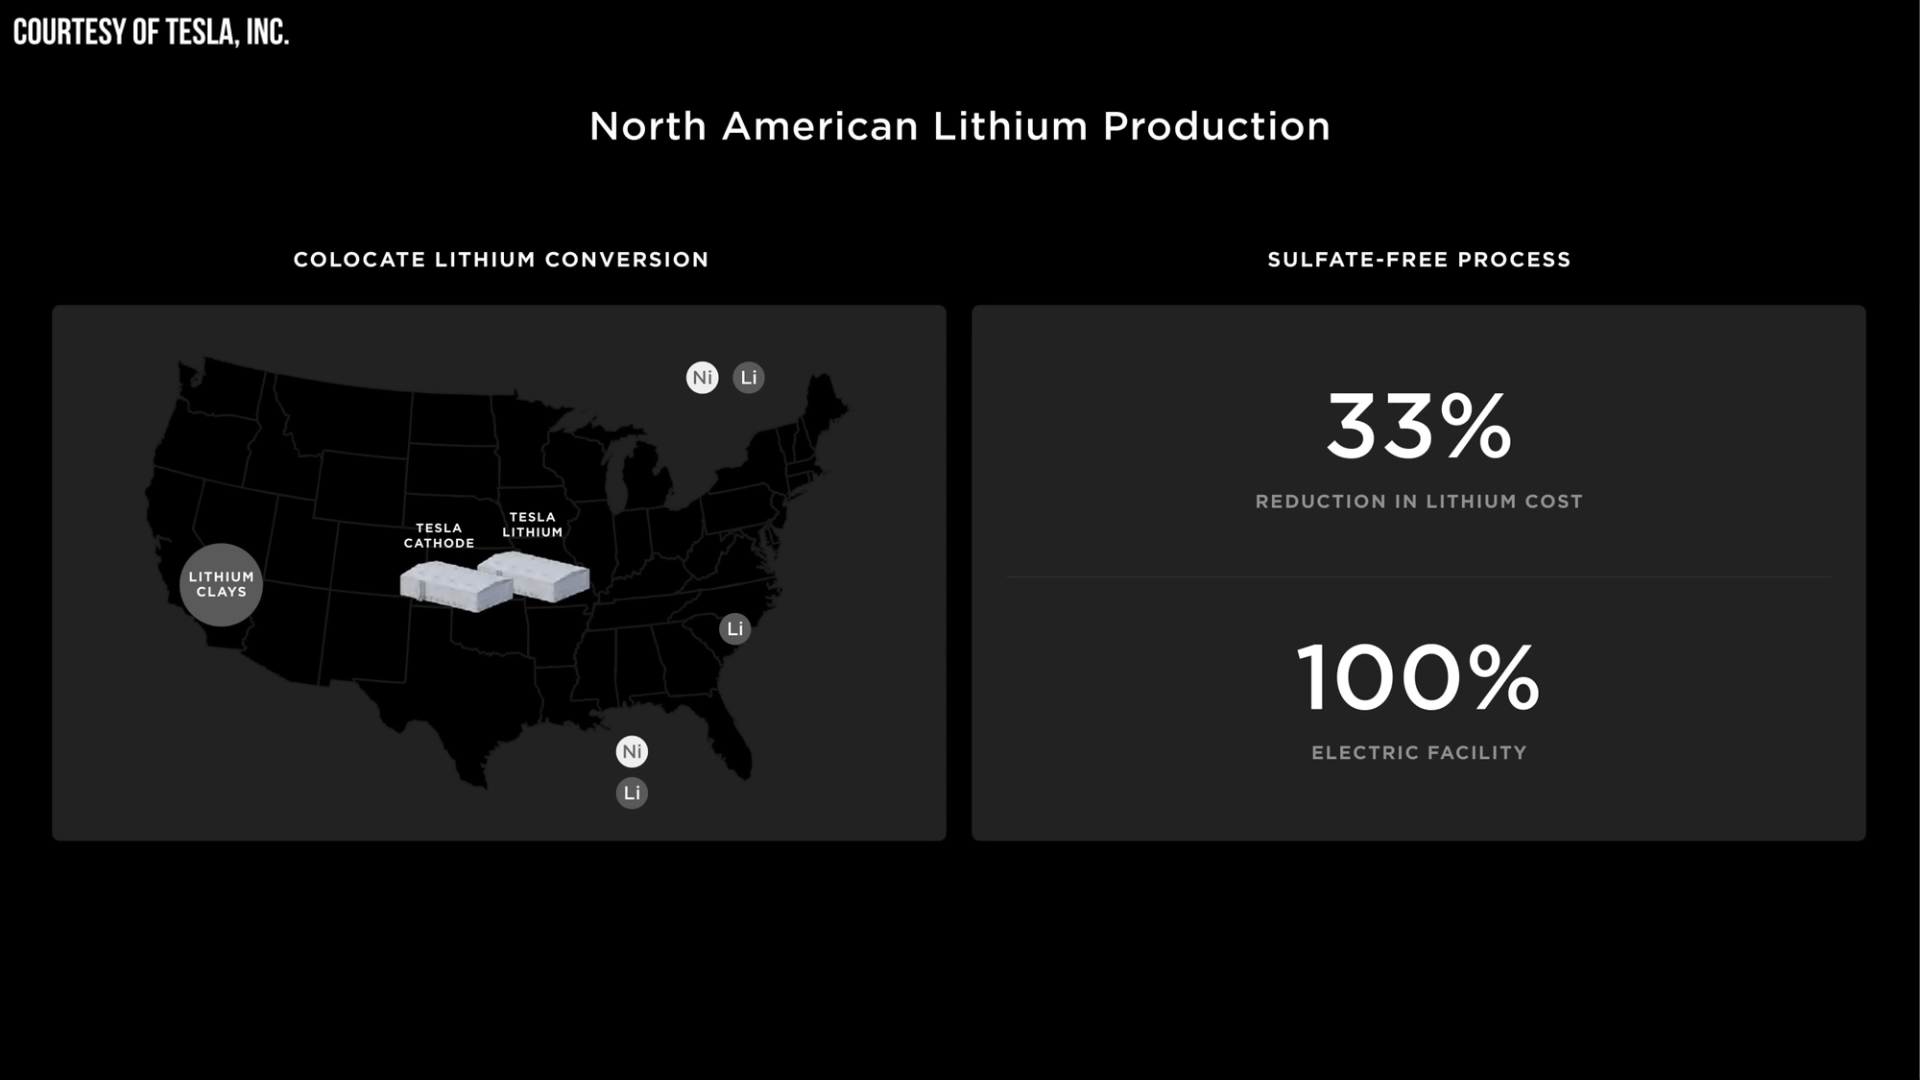 COURTESY OF TESLA, INC.
North American Lithium Production
COLOCATE LITHIUM CONVERSION
Ni Li
TESLA
CATHODE
TESLA
LITHIUM
LITHIUM
CLAYS
Li
Ni
Li
SULFATE-FREE PROCESS
33%
REDUCTION IN LITHIUM COST
100%
ELECTRIC FACILITY